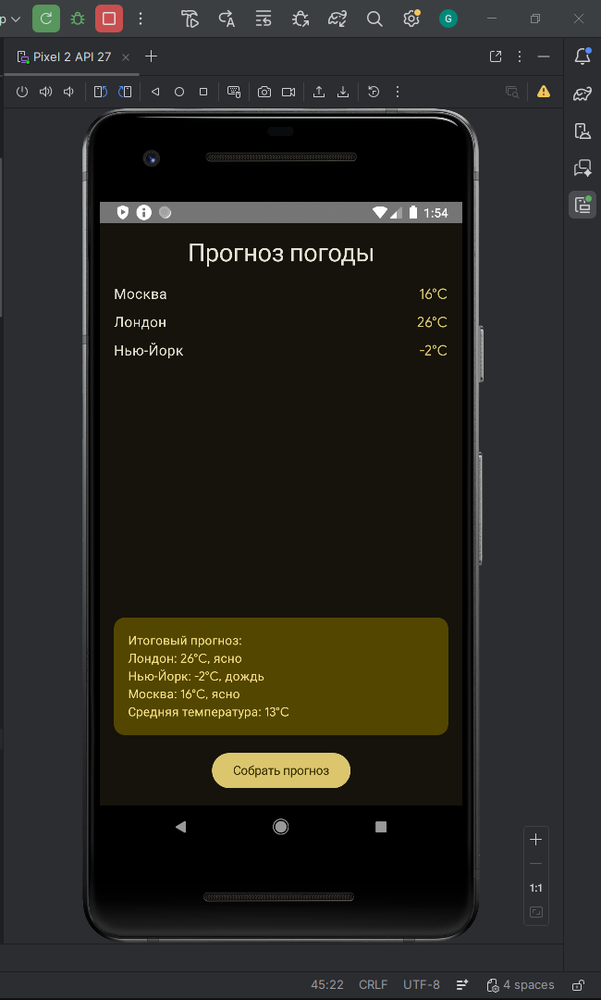 Pixel 2 API 27
G
1:54
Прогноз погоды
Москва 16°C
Лондон 26°C
Нью-Йорк -2°C
Итоговый прогноз:
Лондон: 26°C, ясно
Нью-Йорк: -2°C, дождь
Москва: 16°C, ясно
Средняя температура: 13°C
Собрать прогноз
1:1
45:22 CRLF UTF-8 4 spaces